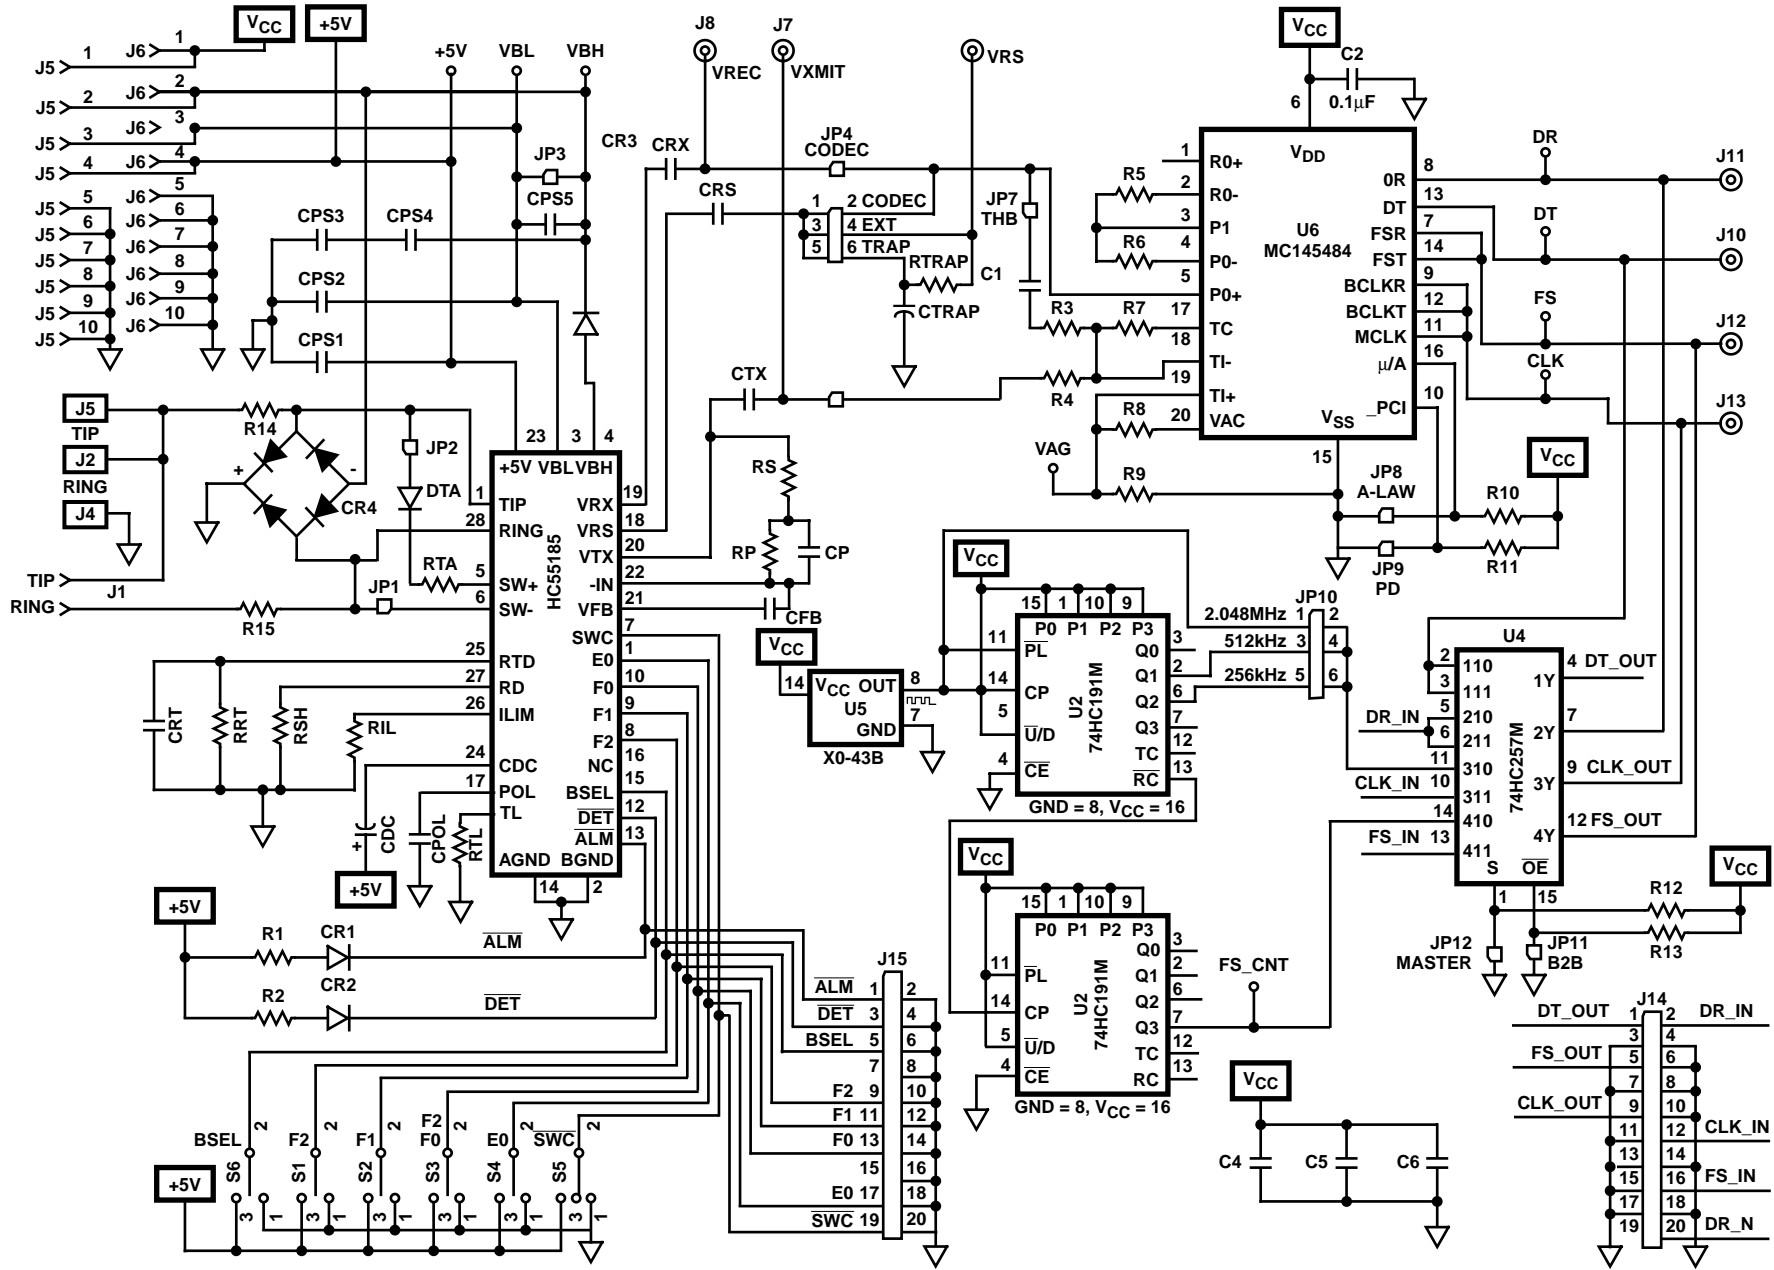 VCC
+5V
J5 1 J6 1
J5 2 J6 2
J5 3 J6 3
J5 4 J6 4
J5 5 J6 5
J5 6 J6 6
J5 7 J6 7
J5 8 J6 8
J5 9 J6 9
J5 10 J6 10
+5V VBL VBH
CR3
JP3
CPS5
CPS3 CPS4
CPS2
CPS1
J8 VREC
J7 VXMIT
VRS
CRX
CRS
JP4 CODEC
1 2 CODEC
3 4 EXT
5 6 TRAP
RTRAP
CTRAP
JP7 THB
C1
CTX
R3 R7
R4
R5
R6
R8
R9
VAG
VCC
C2
0.1μF
6
VDD
U6
MC145484
1 R0+
2 R0-
3 P1
4 P0-
5 P0+
17 TC
18 TI-
19 TI+
20 VAC
0R 8
DT 13
FSR 7
FST 14
BCLKR 9
BCLKT 12
MCLK 11
μ/A 16
_PCI 10
VSS
15
DR J11
DT J10
FS J12
CLK J13
JP8 A-LAW
JP9 PD
R10
R11
VCC
J5 TIP
J2 RING
J4
TIP
RING
J1
R14
R15
+ -
CR4
JP2
DTA
RTA
JP1
HC55185
23 3 4
+5V VBL VBH
1 TIP
28 RING
5 SW+
6 SW-
25 RTD
27 RD
26 ILIM
24 CDC
17 POL
TL
AGND BGND
14 2
VRX 19
VRS 18
VTX 20
-IN 22
VFB 21
SWC 7
E0 1
F0 10
F1 9
F2 8
NC 16
BSEL 15
DET 12
ALM 13
RS
RP CP
CFB
CRT
RRT
RSH
RIL
CDC
+
+5V
CPOL
RTL
VCC
14 VCC OUT 8
U5
GND 7
X0-43B
VCC
15 1 10 9
P0 P1 P2 P3
11 PL
14 CP
5 U/D
4 CE
U2
74HC191M
Q0 3
Q1 2
Q2 6
Q3 7
TC 12
RC 13
GND = 8, VCC = 16
2.048MHz 1 2
512kHz 3 4
256kHz 5 6
JP10
VCC
15 1 10 9
P0 P1 P2 P3
11 PL
14 CP
5 U/D
4 CE
U2
74HC191M
Q0 3
Q1 2
Q2 6
Q3 7
TC 12
RC 13
GND = 8, VCC = 16
FS_CNT
U4
74HC257M
2 110
3 111
DR_IN 5 210
6 211
11 310
CLK_IN 10 311
14 410
FS_IN 13 411
1Y 4 DT_OUT
2Y 7
3Y 9 CLK_OUT
4Y 12 FS_OUT
S OE
1 15
VCC
R12
R13
JP12 MASTER
JP11 B2B
+5V
R1 CR1 ALM
R2 CR2 DET
J15
ALM 1 2
DET 3 4
BSEL 5 6
7 8
F2 9 10
F1 11 12
F0 13 14
15 16
E0 17 18
SWC 19 20
+5V
BSEL 2 S6 3 1
F2 2 S1 3 1
F1 2 S2 3 1
F2 F0 2 S3 3 1
E0 2 S4 3 1
SWC 2 S5 3 1
VCC
C4 C5 C6
J14
DT_OUT 1 2 DR_IN
3 4
FS_OUT 5 6
7 8
CLK_OUT 9 10
11 12 CLK_IN
13 14
15 16 FS_IN
17 18
19 20 DR_N